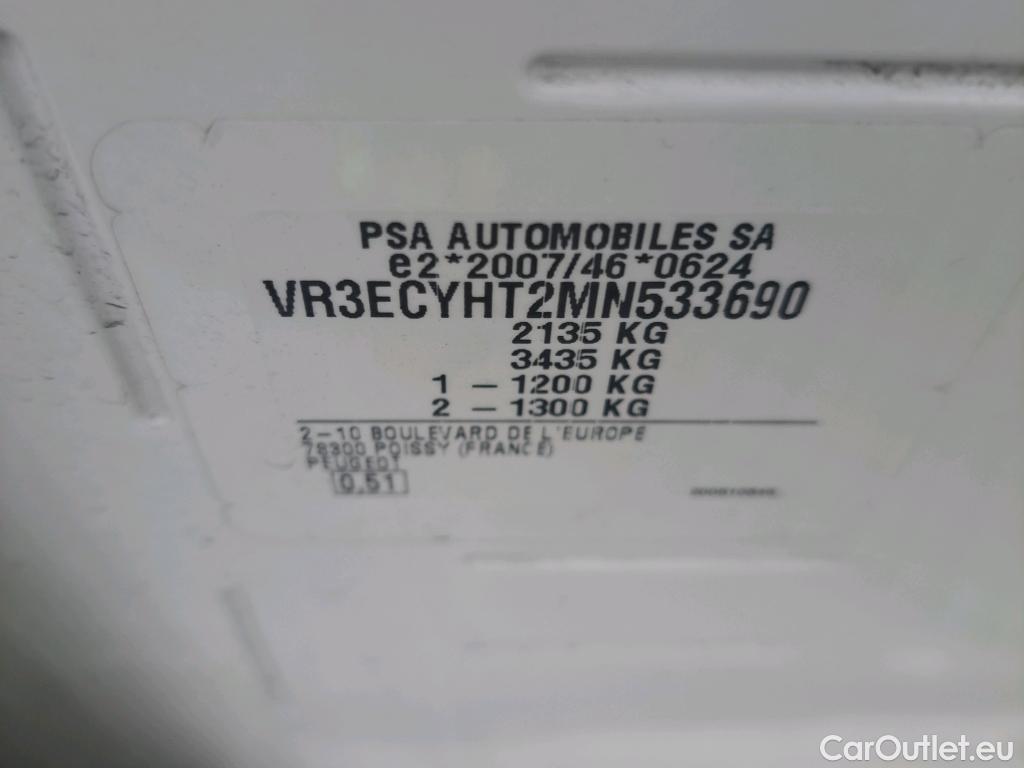 PSA AUTOMOBILES SA
e2*2007/46*0624
VR3ECYHT2MN533690
2135 KG
3435 KG
1 – 1200 KG
2 – 1300 KG
2–10 BOULEVARD DE L'EUROPE
78300 POISSY (FRANCE)
PEUGEOT
0.51
CarOutlet.eu